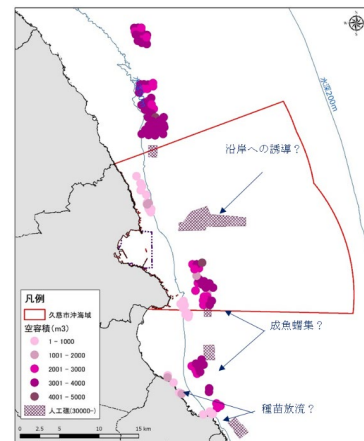 水深200m
沿岸への誘導？
成魚蝟集？
種苗放流？
凡例
久慈市沖海域
空容積(m3)
1 - 1000
1001 - 2000
2001 - 3000
3001 - 4000
4001 - 5000
人工礁(30000~)
0 2.5 5 10 15 km